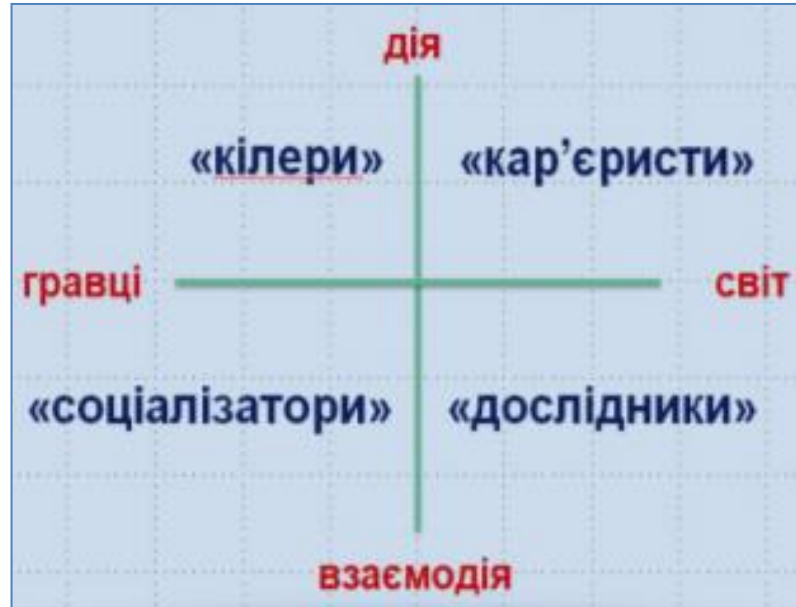 дія
«кілери» «кар’єристи»
гравці світ
«соціалізатори» «дослідники»
взаємодія